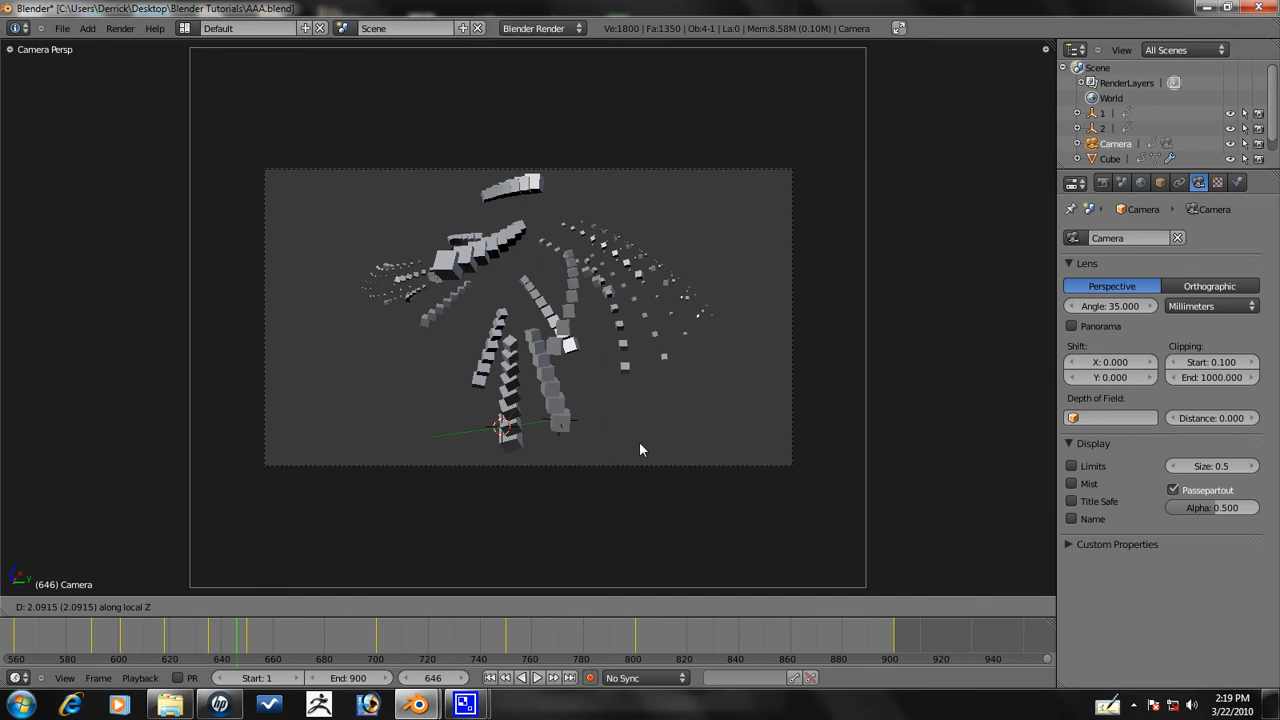 Blender* [C:\Users\Derrick\Desktop\Blender Tutorials\AAA.blend]
File Add Render Help Default Scene Blender Render Ve:1800 | Fa:1350 | Ob:4-1 | La:0 | Mem:8.58M (0.10M) | Camera
Camera Persp
View All Scenes
Scene
RenderLayers
World
1
2
Camera
Cube
Camera Camera
Camera
Lens
Perspective Orthographic
Angle: 35.000 Millimeters
Panorama
Shift: Clipping:
X: 0.000 Start: 0.100
Y: 0.000 End: 1000.000
Depth of Field:
Distance: 0.000
Display
Limits Size: 0.5
Mist Passepartout
Title Safe Alpha: 0.500
Name
Custom Properties
(646) Camera
D: 2.0915 (2.0915) along local Z
560 580 600 620 640 660 680 700 720 740 760 780 800 820 840 860 880 900 920 940
View Frame Playback PR Start: 1 End: 900 646 No Sync
2:19 PM
3/22/2010